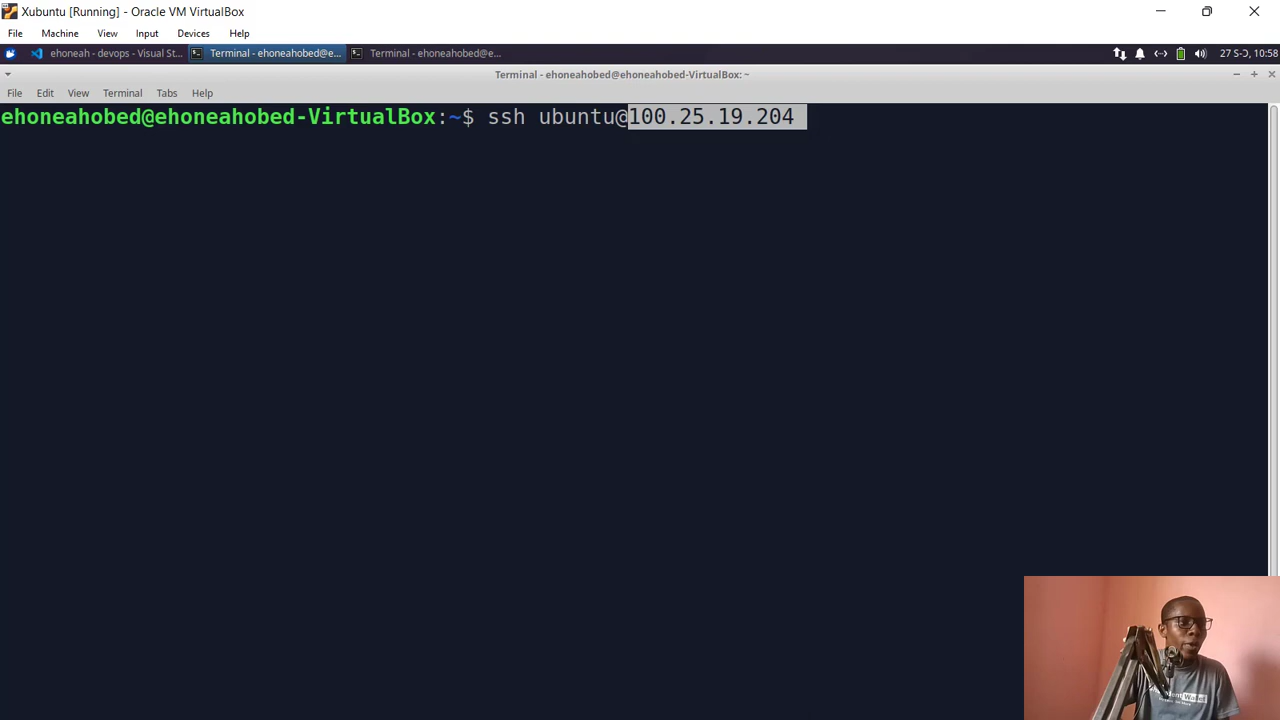 Xubuntu [Running] - Oracle VM VirtualBox
File Machine View Input Devices Help
ehoneah - devops - Visual St... Terminal - ehoneahobed@e... Terminal - ehoneahobed@e... 10:58
Terminal - ehoneahobed@ehoneahobed-VirtualBox: ~
File Edit View Terminal Tabs Help
ehoneahobed@ehoneahobed-VirtualBox:~$ ssh ubuntu@100.25.19.204